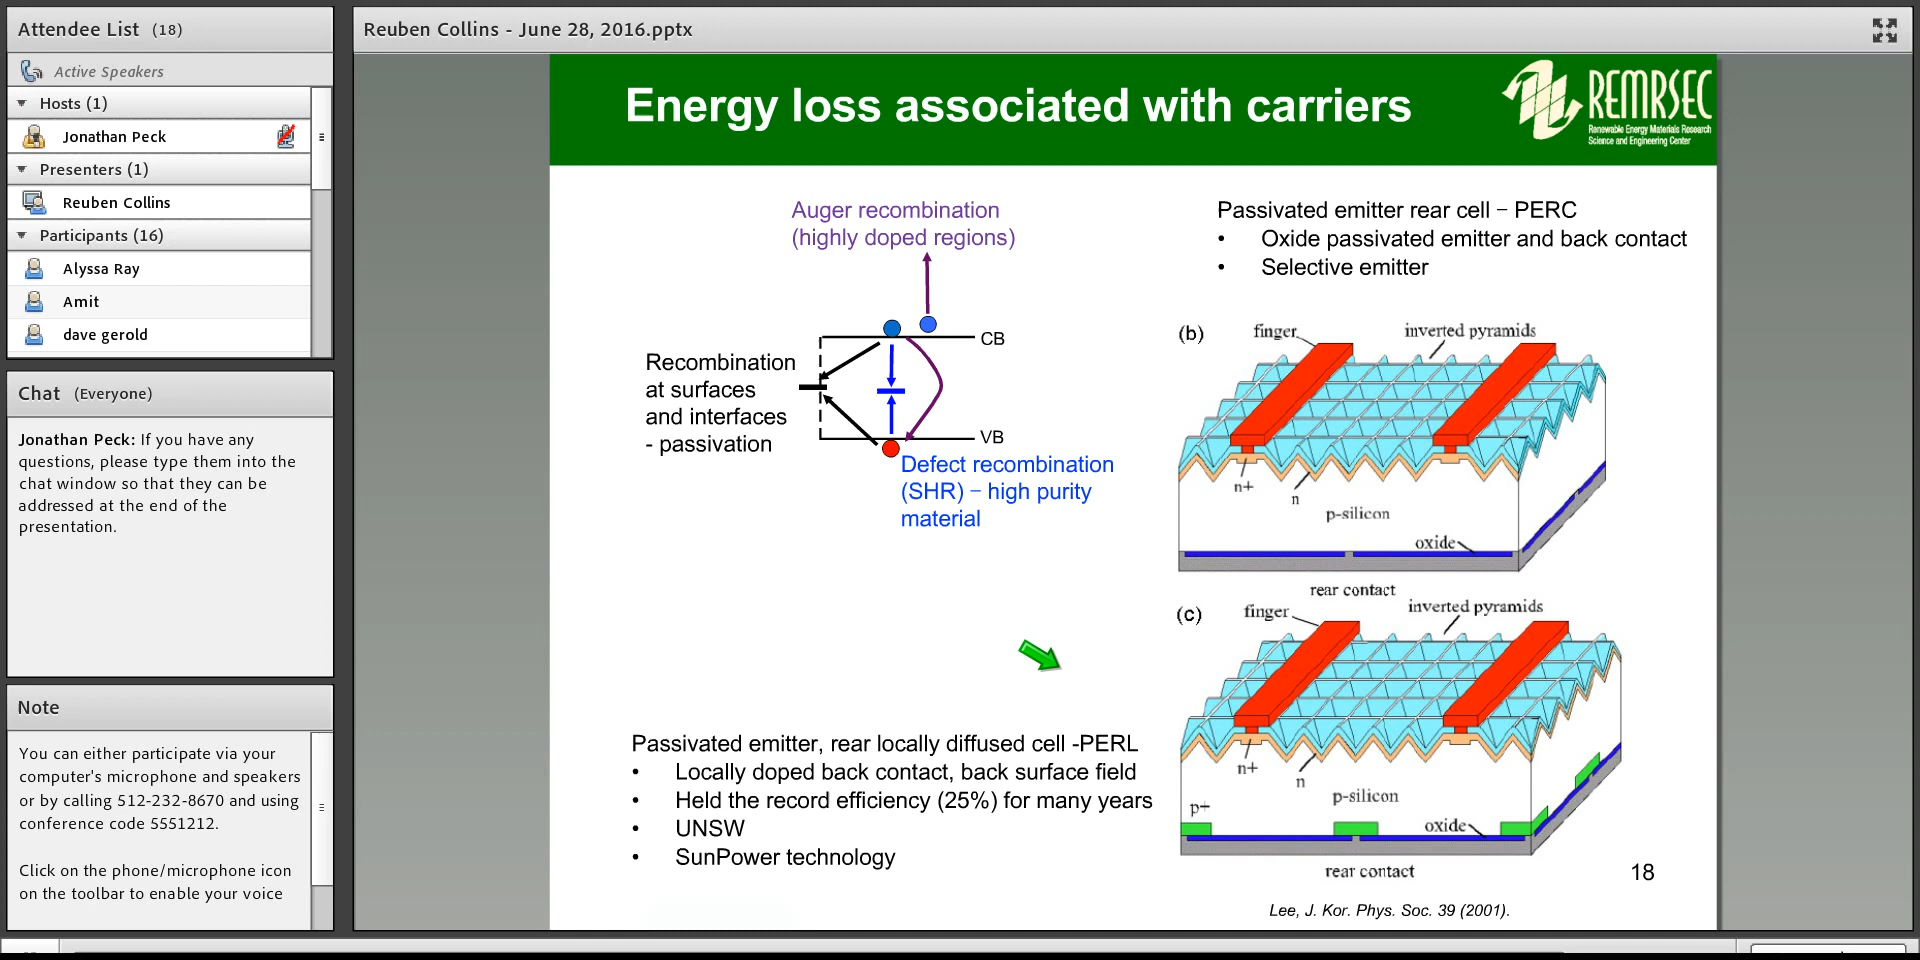 Attendee List (18)
Active Speakers
Hosts (1)
Jonathan Peck
Presenters (1)
Reuben Collins
Participants (16)
Alyssa Ray
Amit
dave gerold
Chat (Everyone)
Jonathan Peck: If you have any
questions, please type them into the
chat window so that they can be
addressed at the end of the
presentation.
Note
You can either participate via your
computer's microphone and speakers
or by calling 512-232-8670 and using
conference code 5551212.
Click on the phone/microphone icon
on the toolbar to enable your voice
Reuben Collins - June 28, 2016.pptx
Energy loss associated with carriers
REMRSEC
Renewable Energy Materials Research
Science and Engineering Center
Auger recombination
(highly doped regions)
CB
Recombination
at surfaces
and interfaces
- passivation
VB
Defect recombination
(SHR) – high purity
material
Passivated emitter rear cell – PERC
• Oxide passivated emitter and back contact
• Selective emitter
(b)
finger
inverted pyramids
n+
n
p-silicon
oxide
rear contact
(c)
finger
inverted pyramids
n+
n
p-silicon
p+
oxide
rear contact
Passivated emitter, rear locally diffused cell -PERL
• Locally doped back contact, back surface field
• Held the record efficiency (25%) for many years
• UNSW
• SunPower technology
18
Lee, J. Kor. Phys. Soc. 39 (2001).